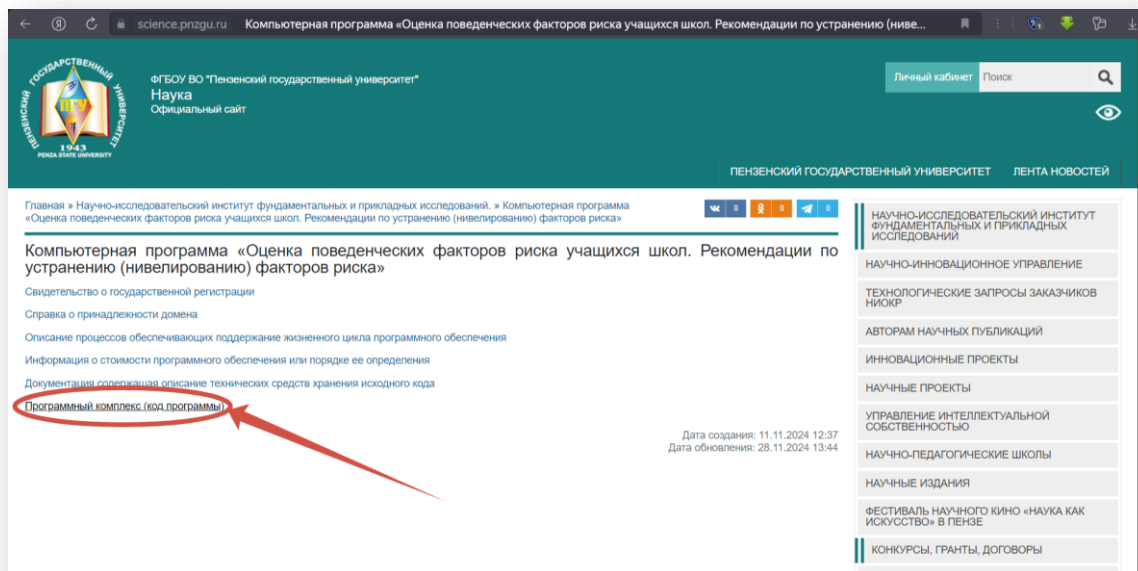 science.pnzgu.ru Компьютерная программа «Оценка поведенческих факторов риска учащихся школ. Рекомендации по устранению (ниве...
ПЕНЗЕНСКИЙ ГОСУДАРСТВЕННЫЙ УНИВЕРСИТЕТ
ПГУ
1943
PENZA STATE UNIVERSITY
ФГБОУ ВО "Пензенский государственный университет"
Наука
Официальный сайт
Личный кабинет Поиск
ПЕНЗЕНСКИЙ ГОСУДАРСТВЕННЫЙ УНИВЕРСИТЕТ ЛЕНТА НОВОСТЕЙ
Главная » Научно-исследовательский институт фундаментальных и прикладных исследований. » Компьютерная программа
«Оценка поведенческих факторов риска учащихся школ. Рекомендации по устранению (нивелированию) факторов риска»
0 0 0
Компьютерная программа «Оценка поведенческих факторов риска учащихся школ. Рекомендации по
устранению (нивелированию) факторов риска»
Свидетельство о государственной регистрации
Справка о принадлежности домена
Описание процессов обеспечивающих поддержание жизненного цикла программного обеспечения
Информация о стоимости программного обеспечения или порядке ее определения
Документация содержащая описание технических средств хранения исходного кода
Программный комплекс (код программы)
Дата создания: 11.11.2024 12:37
Дата обновления: 28.11.2024 13:44
НАУЧНО-ИССЛЕДОВАТЕЛЬСКИЙ ИНСТИТУТ
ФУНДАМЕНТАЛЬНЫХ И ПРИКЛАДНЫХ
ИССЛЕДОВАНИЙ
НАУЧНО-ИННОВАЦИОННОЕ УПРАВЛЕНИЕ
ТЕХНОЛОГИЧЕСКИЕ ЗАПРОСЫ ЗАКАЗЧИКОВ
НИОКР
АВТОРАМ НАУЧНЫХ ПУБЛИКАЦИЙ
ИННОВАЦИОННЫЕ ПРОЕКТЫ
НАУЧНЫЕ ПРОЕКТЫ
УПРАВЛЕНИЕ ИНТЕЛЛЕКТУАЛЬНОЙ
СОБСТВЕННОСТЬЮ
НАУЧНО-ПЕДАГОГИЧЕСКИЕ ШКОЛЫ
НАУЧНЫЕ ИЗДАНИЯ
ФЕСТИВАЛЬ НАУЧНОГО КИНО «НАУКА КАК
ИСКУССТВО» В ПЕНЗЕ
КОНКУРСЫ, ГРАНТЫ, ДОГОВОРЫ